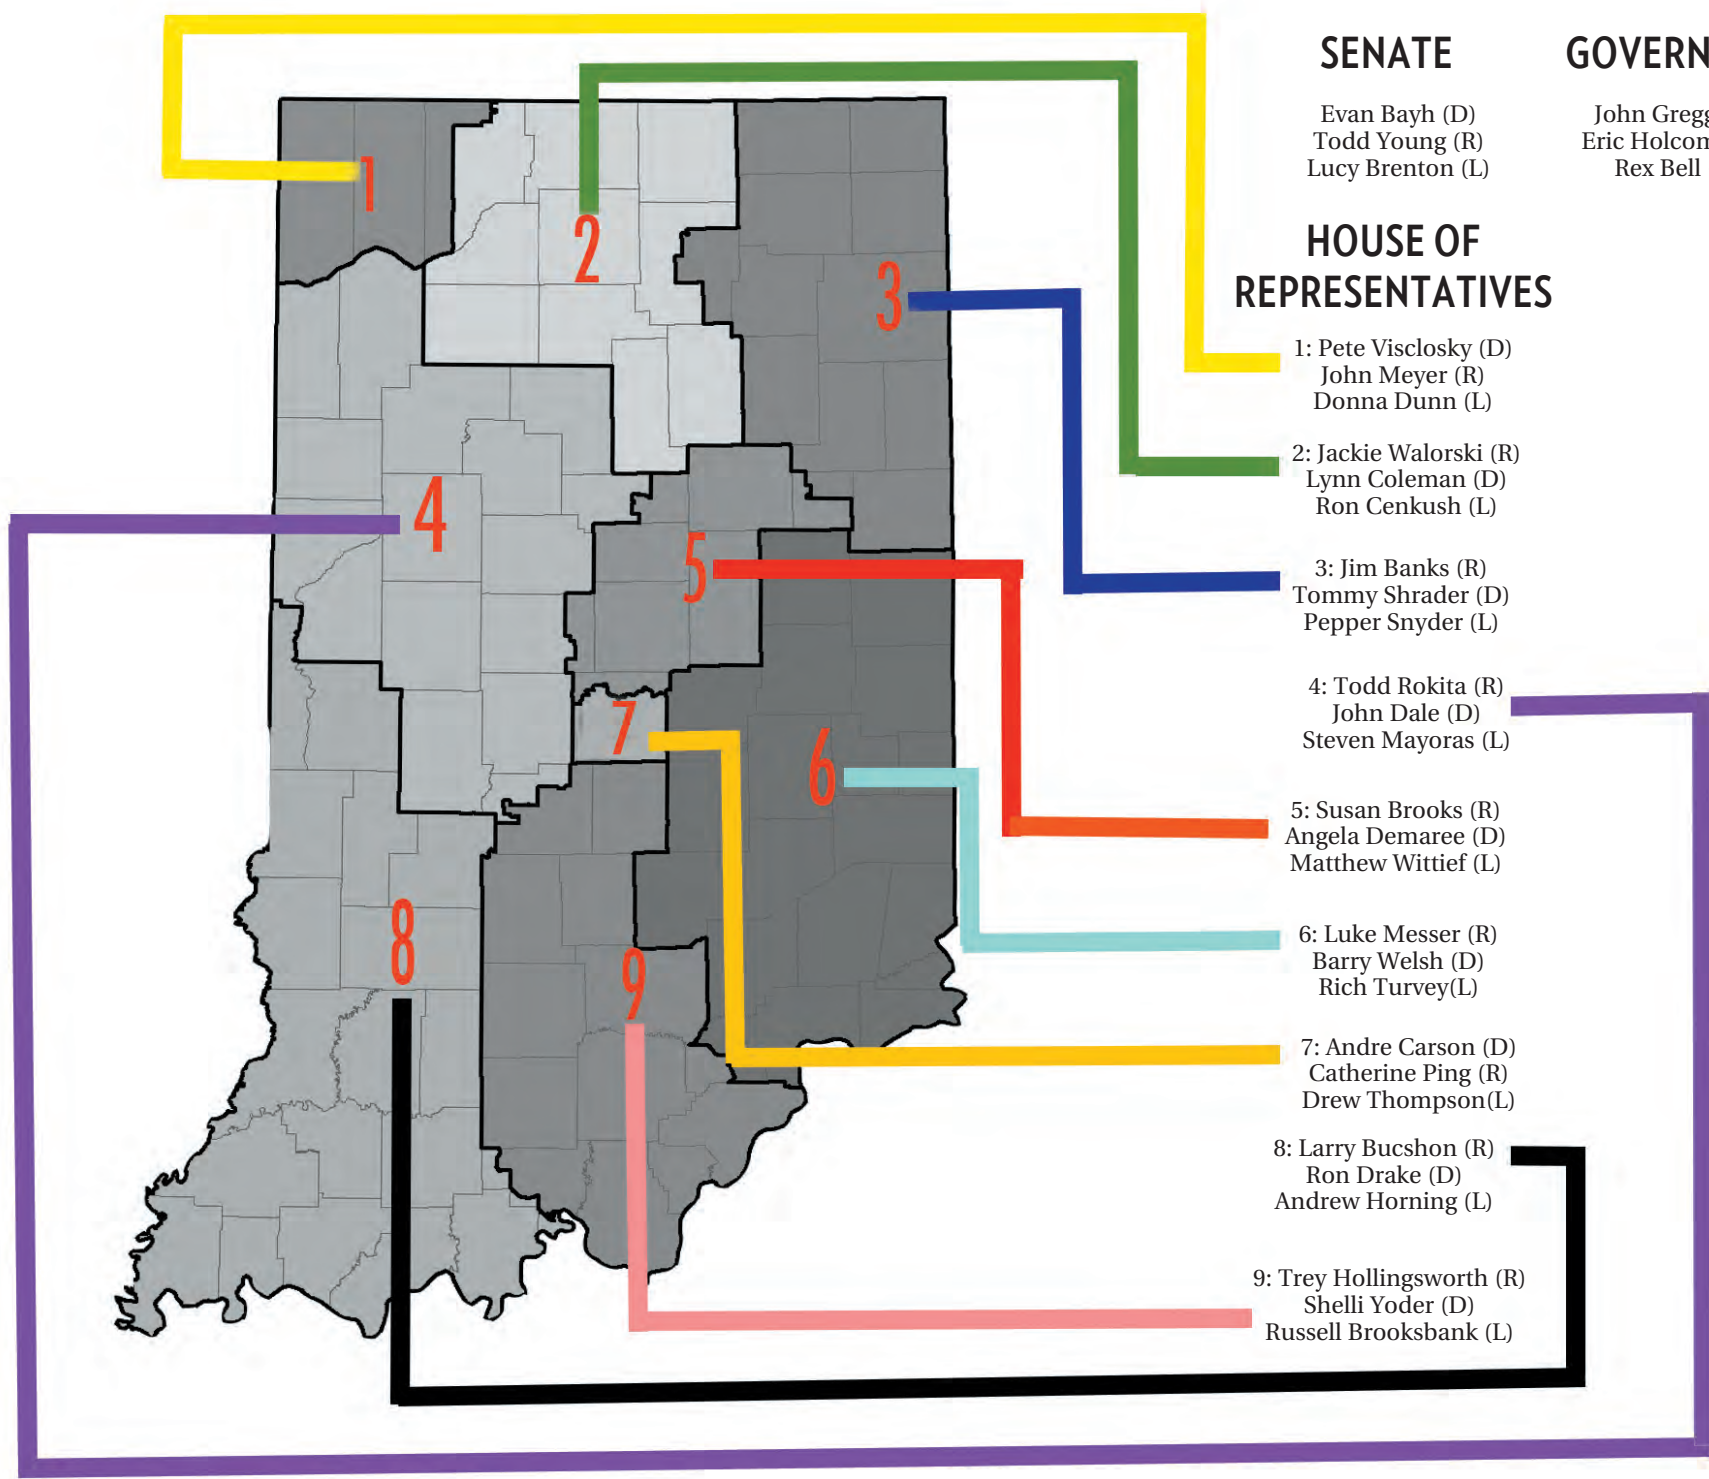 SENATE
Evan Bayh (D)
Todd Young (R)
Lucy Brenton (L)
GOVERN
John Gregg
Eric Holcom
Rex Bell
HOUSE OF
REPRESENTATIVES
1: Pete Visclosky (D)
John Meyer (R)
Donna Dunn (L)
2: Jackie Walorski (R)
Lynn Coleman (D)
Ron Cenkush (L)
3: Jim Banks (R)
Tommy Shrader (D)
Pepper Snyder (L)
4: Todd Rokita (R)
John Dale (D)
Steven Mayoras (L)
5: Susan Brooks (R)
Angela Demaree (D)
Matthew Wittief (L)
6: Luke Messer (R)
Barry Welsh (D)
Rich Turvey(L)
7: Andre Carson (D)
Catherine Ping (R)
Drew Thompson(L)
8: Larry Bucshon (R)
Ron Drake (D)
Andrew Horning (L)
9: Trey Hollingsworth (R)
Shelli Yoder (D)
Russell Brooksbank (L)
1
2
3
4
5
6
7
8
9